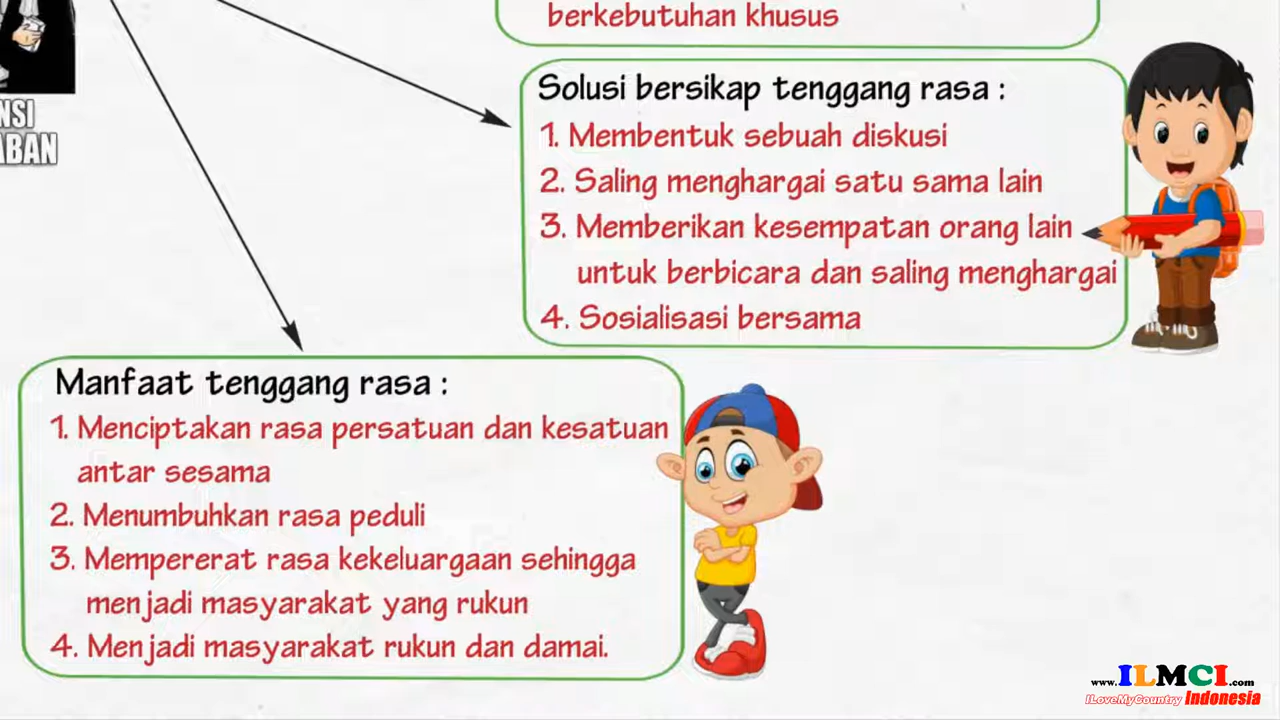 berkebutuhan khusus
NSI
ABAN
Solusi bersikap tenggang rasa :
1. Membentuk sebuah diskusi
2. Saling menghargai satu sama lain
3. Memberikan kesempatan orang lain
untuk berbicara dan saling menghargai
4. Sosialisasi bersama
Manfaat tenggang rasa :
1. Menciptakan rasa persatuan dan kesatuan
antar sesama
2. Menumbuhkan rasa peduli
3. Mempererat rasa kekeluargaan sehingga
menjadi masyarakat yang rukun
4. Menjadi masyarakat rukun dan damai.
www.ILMCI.com
ILoveMyCountry Indonesia